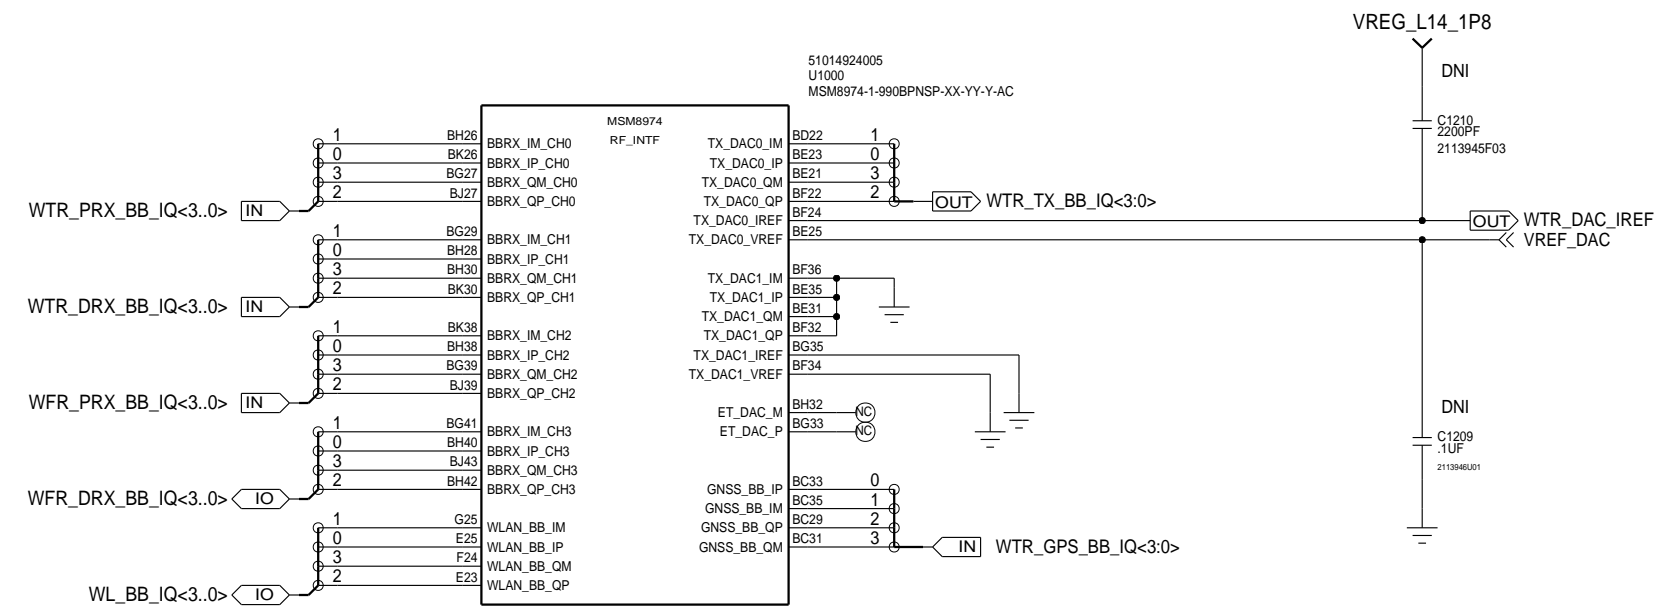 VREG_L14_1P8
DNI
C1210
2200PF
2113945F03
51014924005
U1000
MSM8974-1-990BPNSP-XX-YY-Y-AC
MSM8974
RF_INTF
1 BH26 BBRX_IM_CH0
0 BK26 BBRX_IP_CH0
3 BG27 BBRX_QM_CH0
2 BJ27 BBRX_QP_CH0
WTR_PRX_BB_IQ<3..0> IN
1 BG29 BBRX_IM_CH1
0 BH28 BBRX_IP_CH1
3 BH30 BBRX_QM_CH1
2 BK30 BBRX_QP_CH1
WTR_DRX_BB_IQ<3..0> IN
1 BK38 BBRX_IM_CH2
0 BH38 BBRX_IP_CH2
3 BG39 BBRX_QM_CH2
2 BJ39 BBRX_QP_CH2
WFR_PRX_BB_IQ<3..0> IN
1 BG41 BBRX_IM_CH3
0 BH40 BBRX_IP_CH3
3 BJ43 BBRX_QM_CH3
2 BH42 BBRX_QP_CH3
WFR_DRX_BB_IQ<3..0> IO
1 G25 WLAN_BB_IM
0 E25 WLAN_BB_IP
3 F24 WLAN_BB_QM
2 E23 WLAN_BB_QP
WL_BB_IQ<3..0> IO
TX_DAC0_IM BD22 1
TX_DAC0_IP BE23 0
TX_DAC0_QM BE21 3
TX_DAC0_QP BF22 2
OUT WTR_TX_BB_IQ<3:0>
TX_DAC0_IREF BF24 OUT WTR_DAC_IREF
TX_DAC0_VREF BE25 VREF_DAC
TX_DAC1_IM BF36
TX_DAC1_IP BE35
TX_DAC1_QM BE31
TX_DAC1_QP BF32
TX_DAC1_IREF BG35
TX_DAC1_VREF BF34
ET_DAC_M BH32 NC
ET_DAC_P BG33 NC
GNSS_BB_IP BC33 0
GNSS_BB_IM BC35 1
GNSS_BB_QP BC29 2
GNSS_BB_QM BC31 3
IN WTR_GPS_BB_IQ<3:0>
DNI
C1209
.1UF
2113946U01